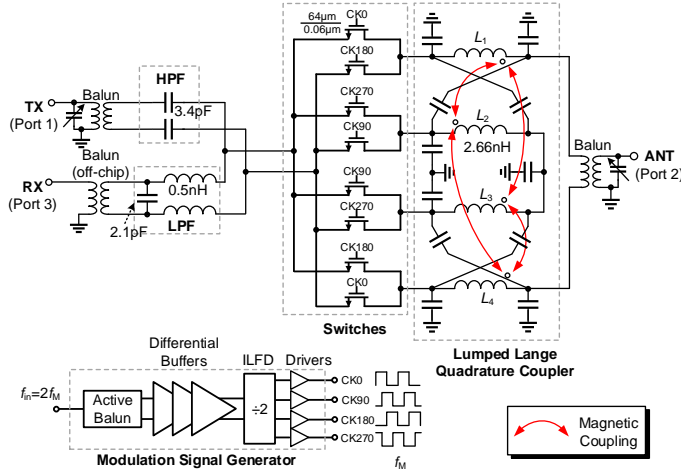 64µm
0.06µm
CK0
CK180
CK270
CK90
CK90
CK270
CK180
CK0
Switches
HPF
3.4pF
Balun
TX
(Port 1)
Balun
(off-chip)
RX
(Port 3)
0.5nH
2.1pF
LPF
L1
L2
2.66nH
L3
L4
Balun
ANT
(Port 2)
Lumped Lange
Quadrature Coupler
Differential
Buffers
ILFD
Drivers
fin=2fM
Active
Balun
÷2
CK0
CK90
CK180
CK270
fM
Modulation Signal Generator
Magnetic
Coupling